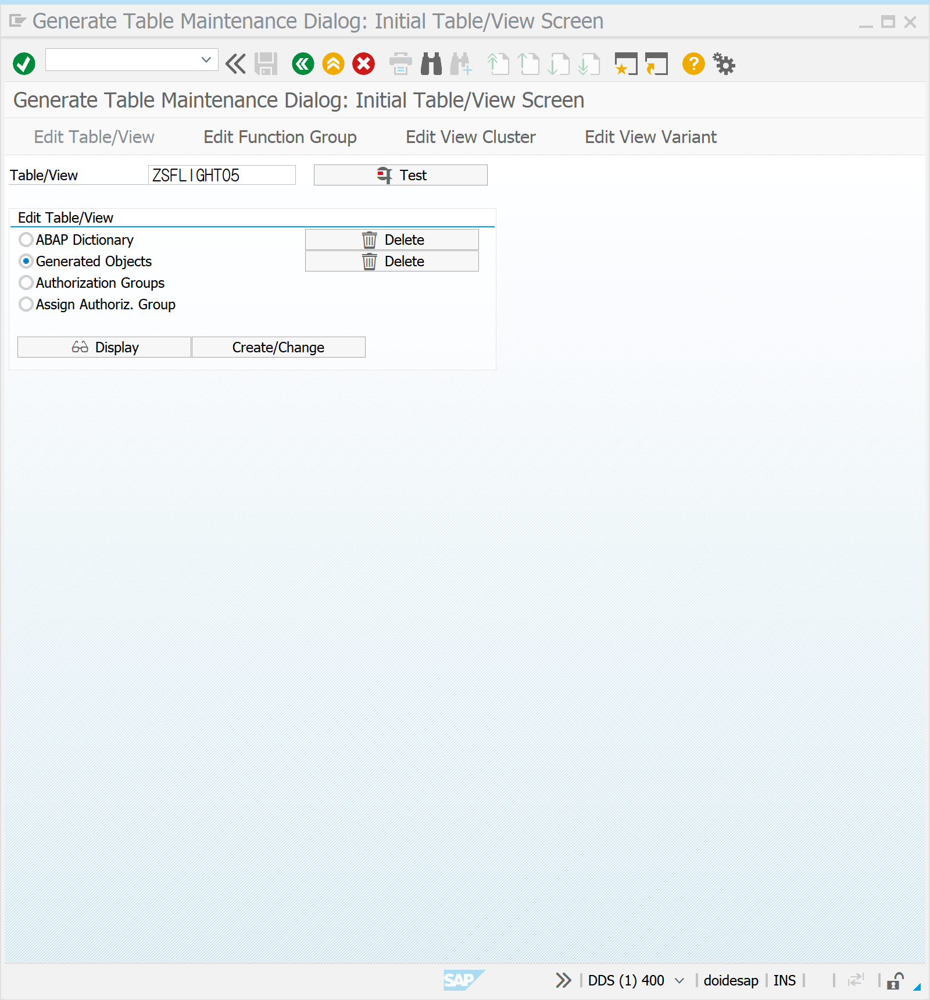 Generate Table Maintenance Dialog: Initial Table/View Screen
Generate Table Maintenance Dialog: Initial Table/View Screen
Edit Table/View Edit Function Group Edit View Cluster Edit View Variant
Table/View ZSFLIGHT05 Test
Edit Table/View
ABAP Dictionary Delete
Generated Objects Delete
Authorization Groups
Assign Authoriz. Group
Display Create/Change
SAP DDS (1) 400 doidesap INS